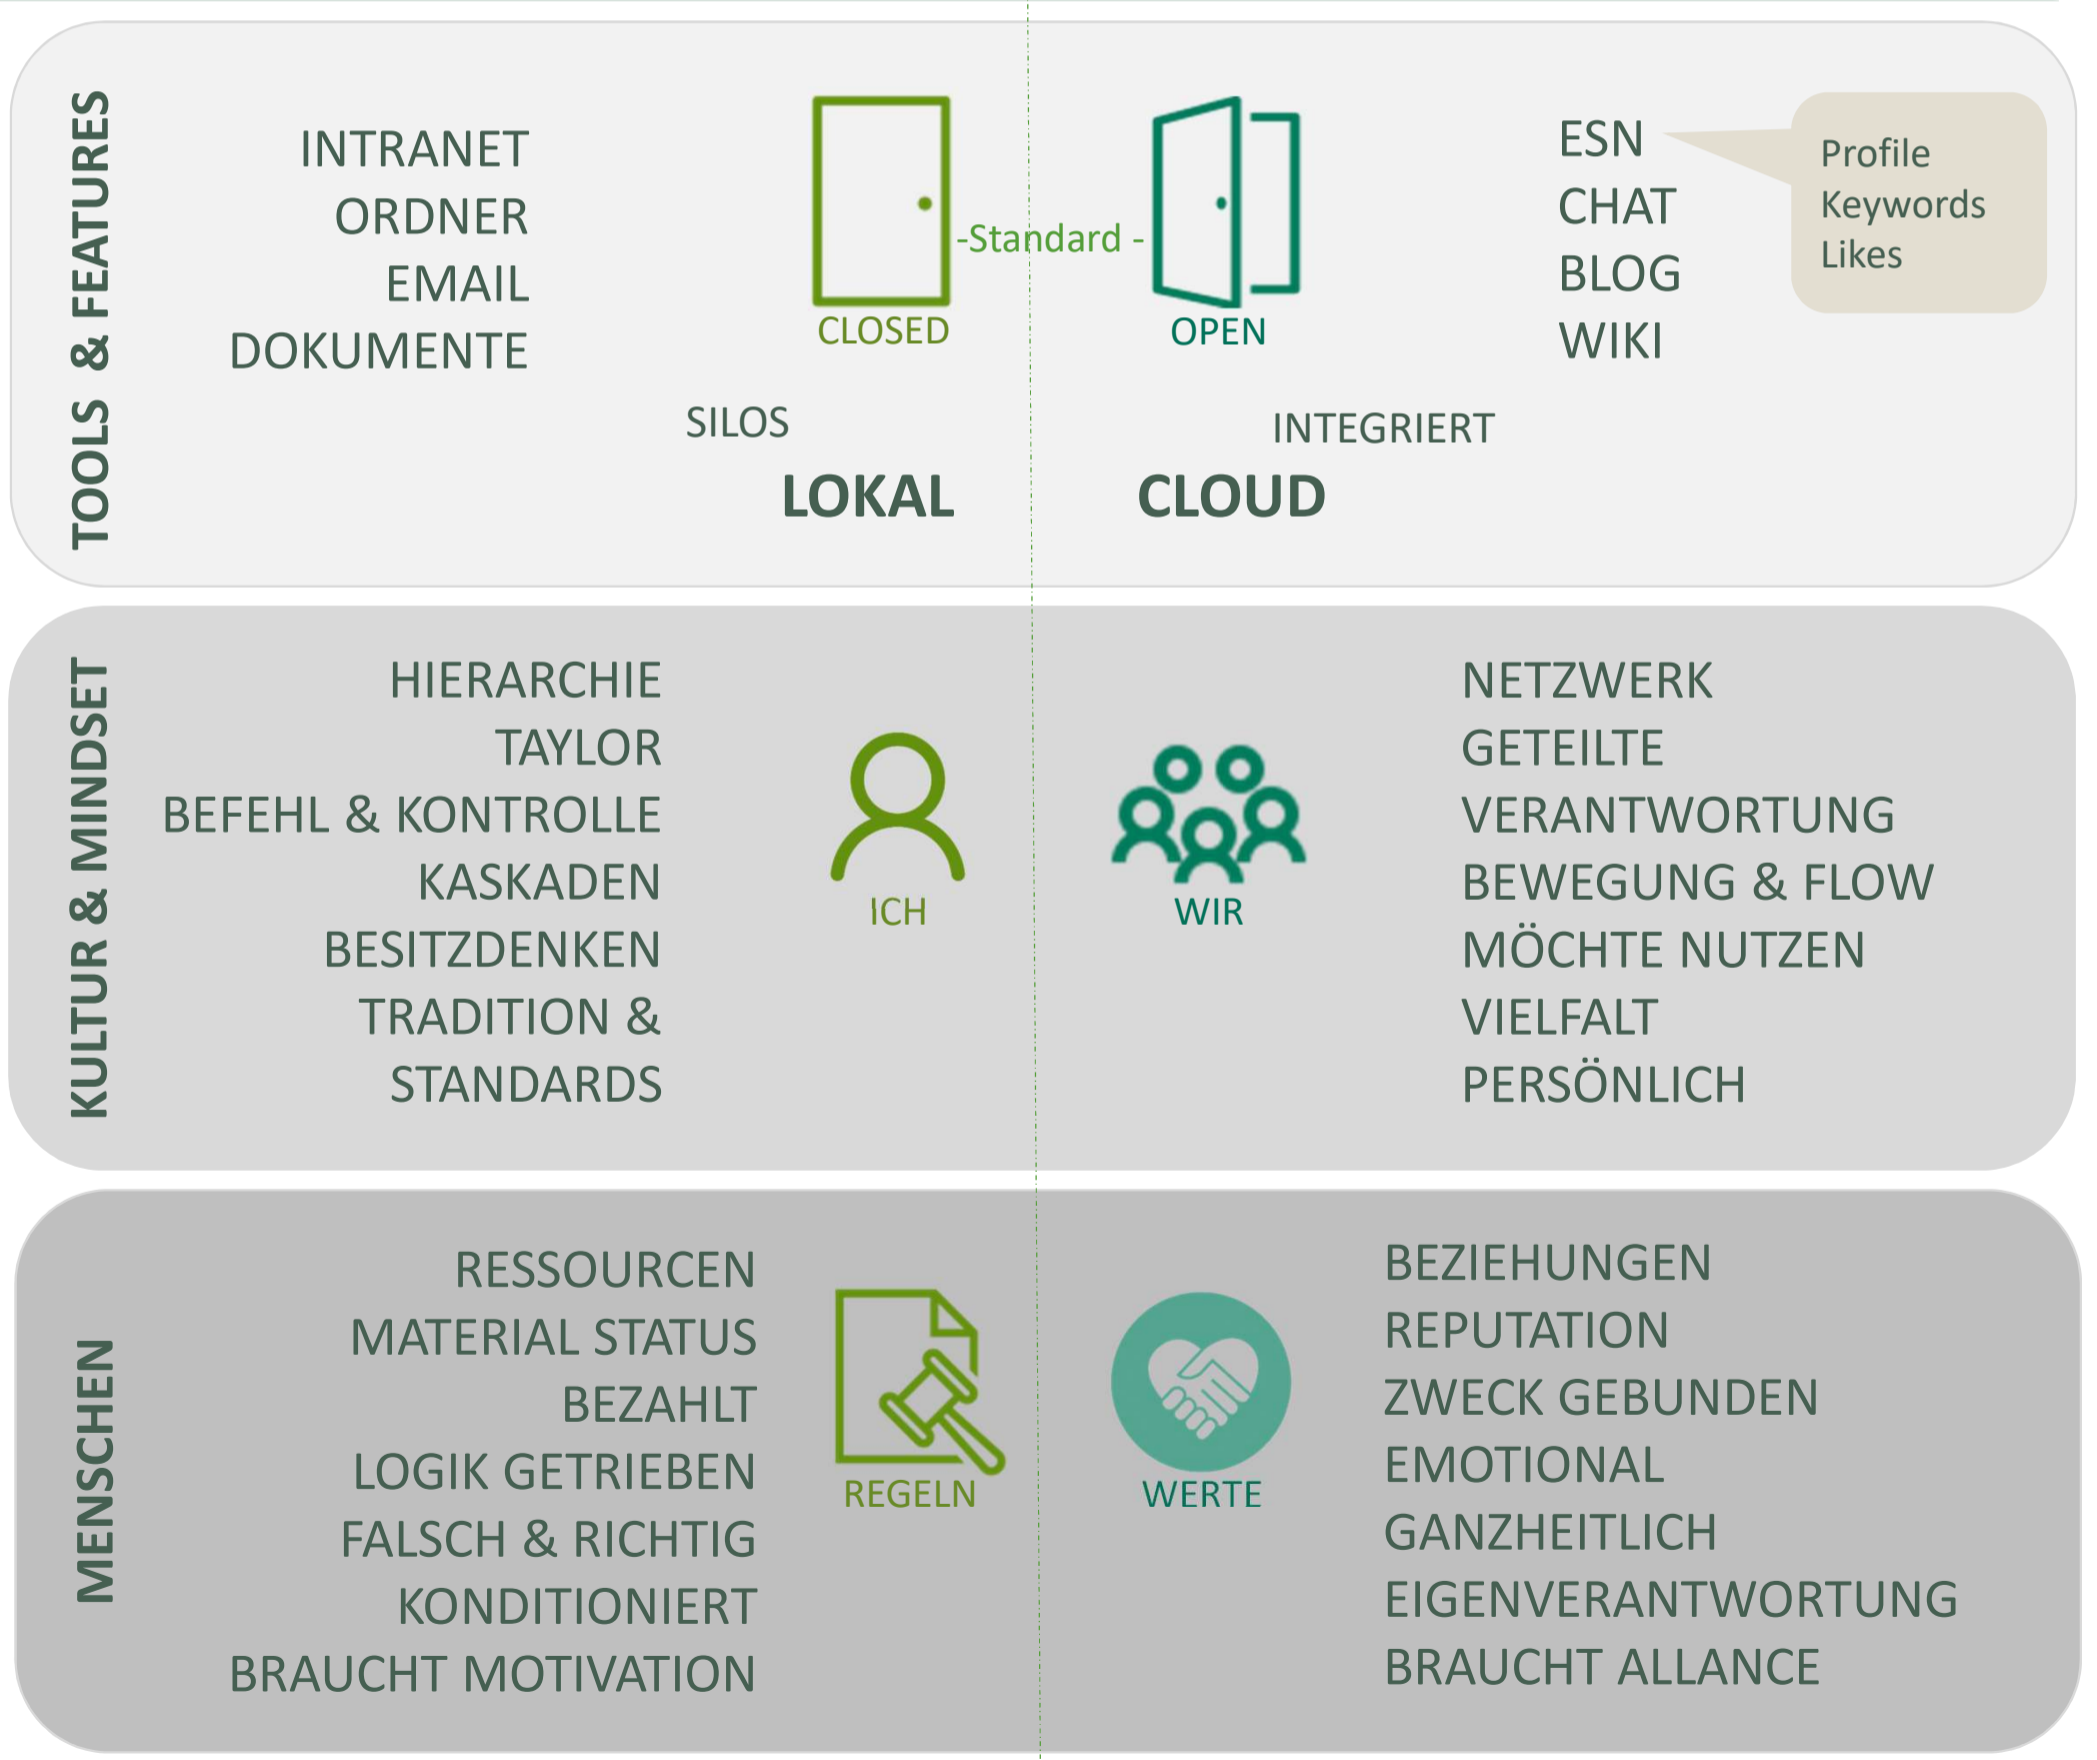 TOOLS & FEATURES
INTRANET
ORDNER
EMAIL
DOKUMENTE
CLOSED
-Standard -
OPEN
ESN
CHAT
BLOG
WIKI
Profile
Keywords
Likes
SILOS
INTEGRIERT
LOKAL
CLOUD
KULTUR & MINDSET
HIERARCHIE
TAYLOR
BEFEHL & KONTROLLE
KASKADEN
BESITZDENKEN
TRADITION &
STANDARDS
ICH
WIR
NETZWERK
GETEILTE
VERANTWORTUNG
BEWEGUNG & FLOW
MÖCHTE NUTZEN
VIELFALT
PERSÖNLICH
MENSCHEN
RESSOURCEN
MATERIAL STATUS
BEZAHLT
LOGIK GETRIEBEN
FALSCH & RICHTIG
KONDITIONIERT
BRAUCHT MOTIVATION
REGELN
WERTE
BEZIEHUNGEN
REPUTATION
ZWECK GEBUNDEN
EMOTIONAL
GANZHEITLICH
EIGENVERANTWORTUNG
BRAUCHT ALLANCE